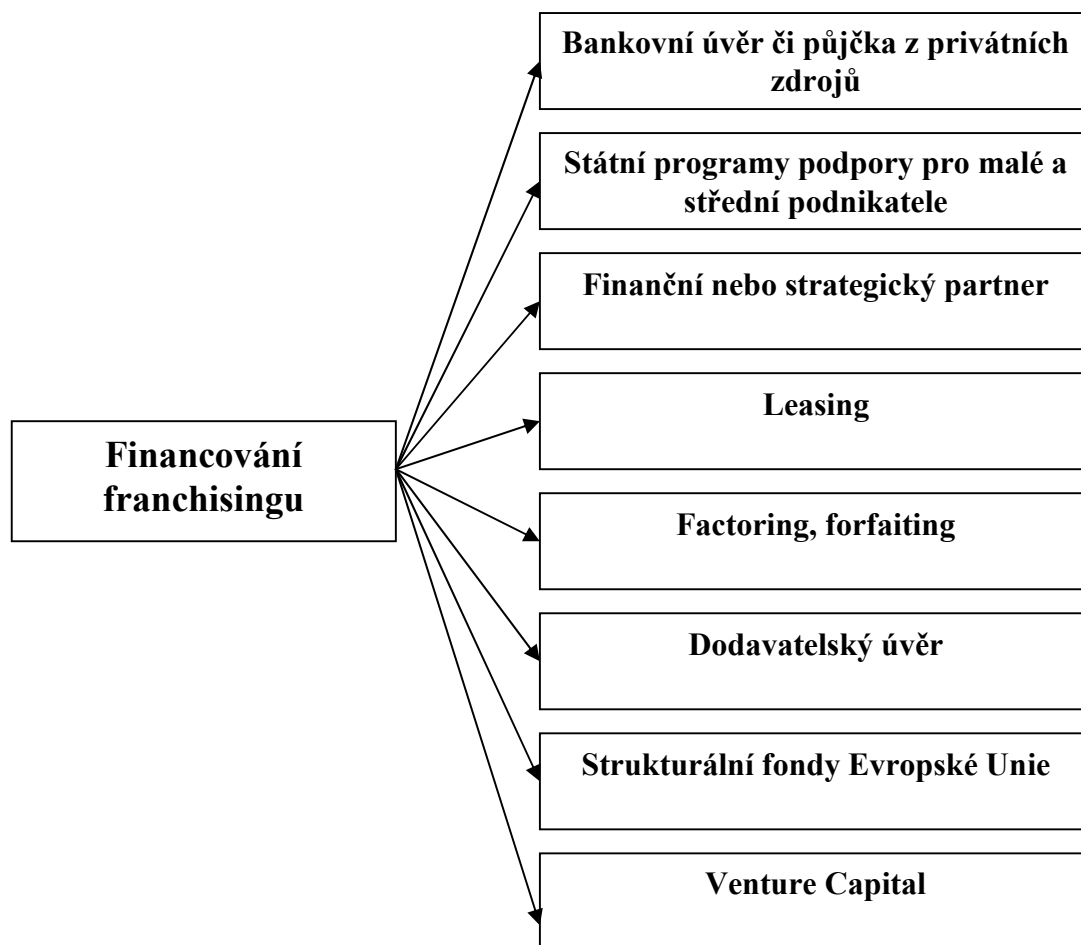 Bankovní úvěr či půjčka z privátních
zdrojů
Státní programy podpory pro malé a
střední podnikatele
Finanční nebo strategický partner
Leasing
Financování
franchisingu
Factoring, forfaiting
Dodavatelský úvěr
Strukturální fondy Evropské Unie
Venture Capital